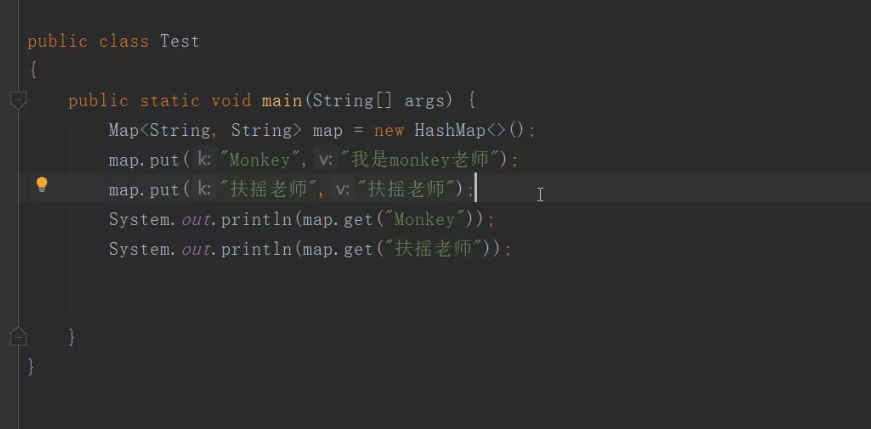 public class Test
{
public static void main(String[] args) {
Map<String, String> map = new HashMap<>();
map.put( k: "Monkey", v: "我是monkey老师");
map.put( k: "扶摇老师", v: "扶摇老师");
System.out.println(map.get("Monkey"));
System.out.println(map.get("扶摇老师"));
}
}